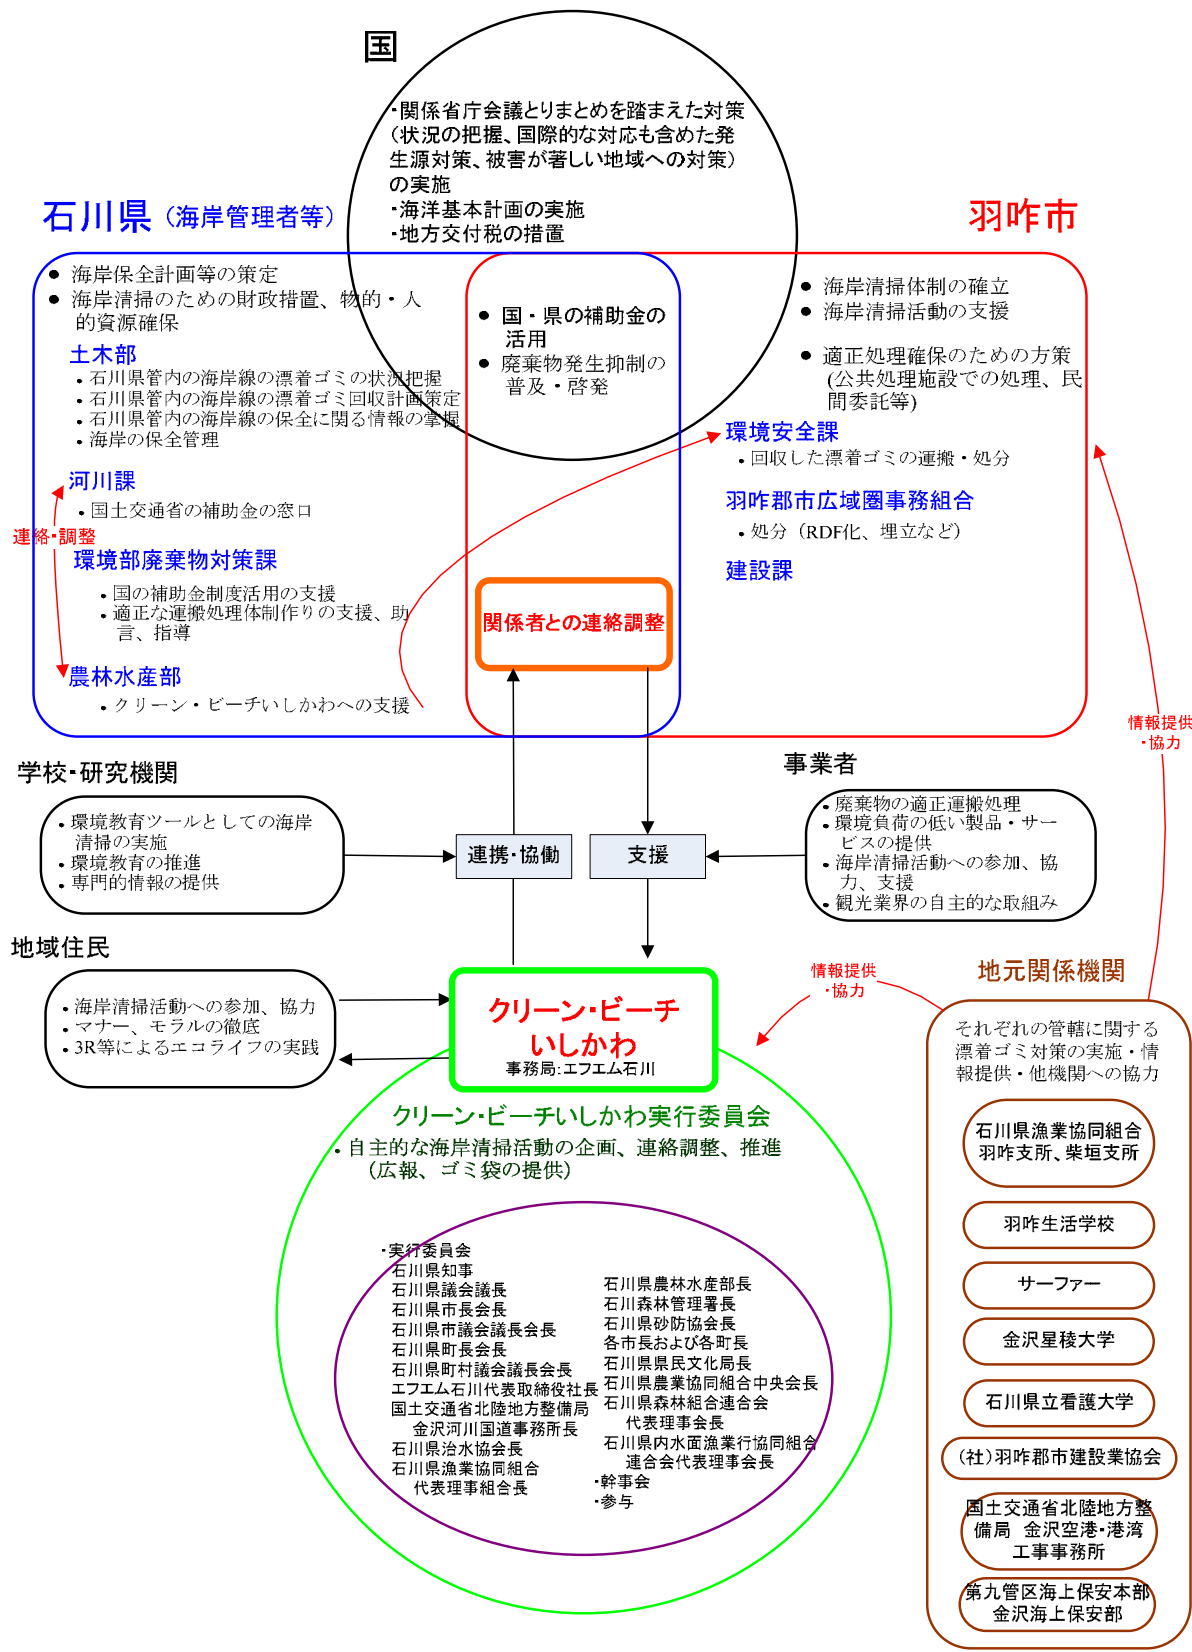 国
・関係省庁会議とりまとめを踏まえた対策
（状況の把握、国際的な対応も含めた発
生源対策、被害が著しい地域への対策）
の実施
・海洋基本計画の実施
・地方交付税の措置
石川県（海岸管理者等）
● 海岸保全計画等の策定
● 海岸清掃のための財政措置、物的・人
的資源確保
土木部
・石川県管内の海岸線の漂着ゴミの状況把握
・石川県管内の海岸線の漂着ゴミ回収計画策定
・石川県管内の海岸線の保全に関る情報の掌握
・海岸の保全管理
河川課
・国土交通省の補助金の窓口
連絡・調整
環境部廃棄物対策課
・国の補助金制度活用の支援
・適正な運搬処理体制作りの支援、助
言、指導
農林水産部
・クリーン・ビーチいしかわへの支援
● 国・県の補助金の
活用
● 廃棄物発生抑制の
普及・啓発
関係者との連絡調整
羽咋市
● 海岸清掃体制の確立
● 海岸清掃活動の支援
● 適正処理確保のための方策
(公共処理施設での処理、民
間委託等)
環境安全課
・回収した漂着ゴミの運搬・処分
羽咋郡市広域圏事務組合
・処分（RDF化、埋立など）
建設課
情報提供
・協力
学校・研究機関
・環境教育ツールとしての海岸
清掃の実施
・環境教育の推進
・専門的情報の提供
連携・協働
支援
事業者
・廃棄物の適正運搬処理
・環境負荷の低い製品・サー
ビスの提供
・海岸清掃活動への参加、協
力、支援
・観光業界の自主的な取組み
地域住民
・海岸清掃活動への参加、協力
・マナー、モラルの徹底
・3R等によるエコライフの実践
クリーン・ビーチ
いしかわ
事務局:エフエム石川
情報提供
・協力
クリーン・ビーチいしかわ実行委員会
・自主的な海岸清掃活動の企画、連絡調整、推進
（広報、ゴミ袋の提供）
・実行委員会
石川県知事
石川県議会議長
石川県市長会長
石川県市議会議長会長
石川県町長会長
石川県町村議会議長会長
エフエム石川代表取締役社長
国土交通省北陸地方整備局
金沢河川国道事務所長
石川県治水協会長
石川県漁業協同組合
代表理事組合長
石川県農林水産部長
石川森林管理署長
石川県砂防協会長
各市長および各町長
石川県県民文化局長
石川県農業協同組合中央会長
石川県森林組合連合会
代表理事会長
石川県内水面漁業行協同組合
連合会代表理事会長
・幹事会
・参与
地元関係機関
それぞれの管轄に関する
漂着ゴミ対策の実施・情
報提供・他機関への協力
石川県漁業協同組合
羽咋支所、柴垣支所
羽咋生活学校
サーファー
金沢星稜大学
石川県立看護大学
（社）羽咋郡市建設業協会
国土交通省北陸地方整
備局　金沢空港・港湾
工事事務所
第九管区海上保安本部
金沢海上保安部